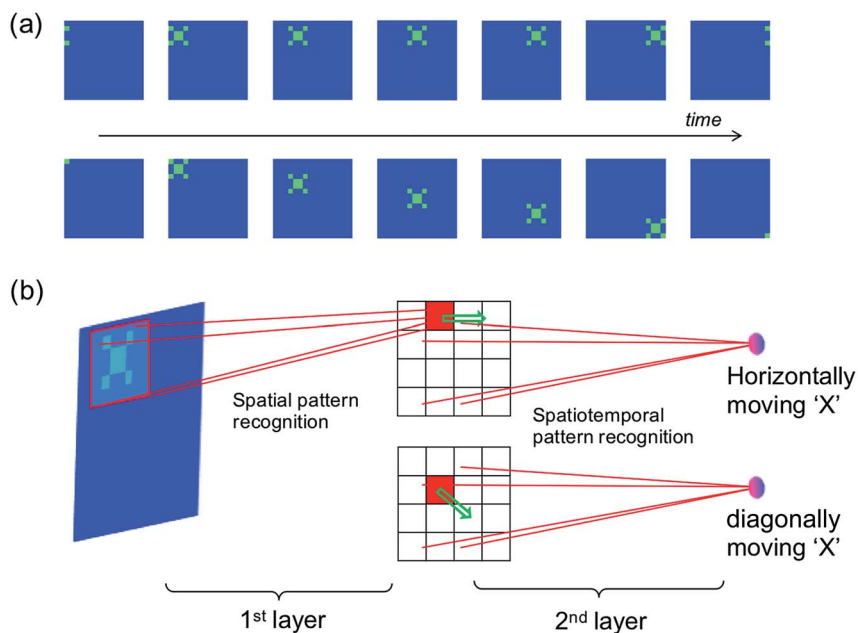 (a)
time
(b)
Spatial pattern
recognition
Spatiotemporal
pattern recognition
Horizontally
moving ‘X’
diagonally
moving ‘X’
1st layer
2nd layer